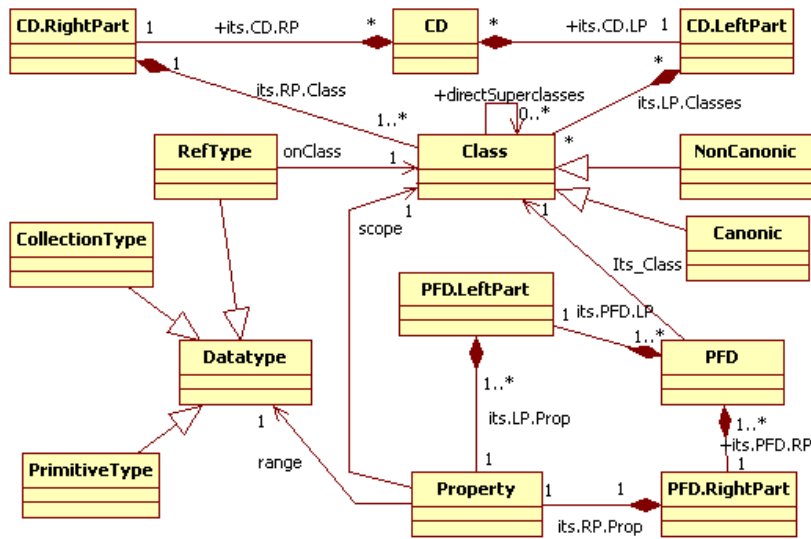 CD.RightPart 1 +its.CD.RP * CD * +its.CD.LP 1 CD.LeftPart
1 its.RP.Class 1..*
+directSuperclasses 0..*
* its.LP.Classes *
RefType onClass 1 Class NonCanonic
Canonic
CollectionType
scope 1
1 Its_Class
PFD.LeftPart 1 its.PFD.LP 1..* PFD
Datatype
1..* its.LP.Prop 1
1..* +its.PFD.RP 1
1 range
PrimitiveType Property 1 its.RP.Prop 1 PFD.RightPart